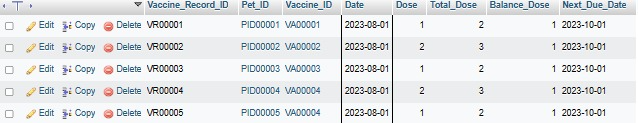 Vaccine_Record_ID Pet_ID Vaccine_ID Date Dose Total_Dose Balance_Dose Next_Due_Date
Edit Copy Delete VR00001 PID00001 VA00001 2023-08-01 1 2 1 2023-10-01
Edit Copy Delete VR00002 PID00002 VA00002 2023-08-01 2 3 1 2023-10-01
Edit Copy Delete VR00003 PID00003 VA00003 2023-08-01 1 2 1 2023-10-01
Edit Copy Delete VR00004 PID00004 VA00004 2023-08-01 2 3 1 2023-10-01
Edit Copy Delete VR00005 PID00005 VA00004 2023-08-01 1 2 1 2023-10-01